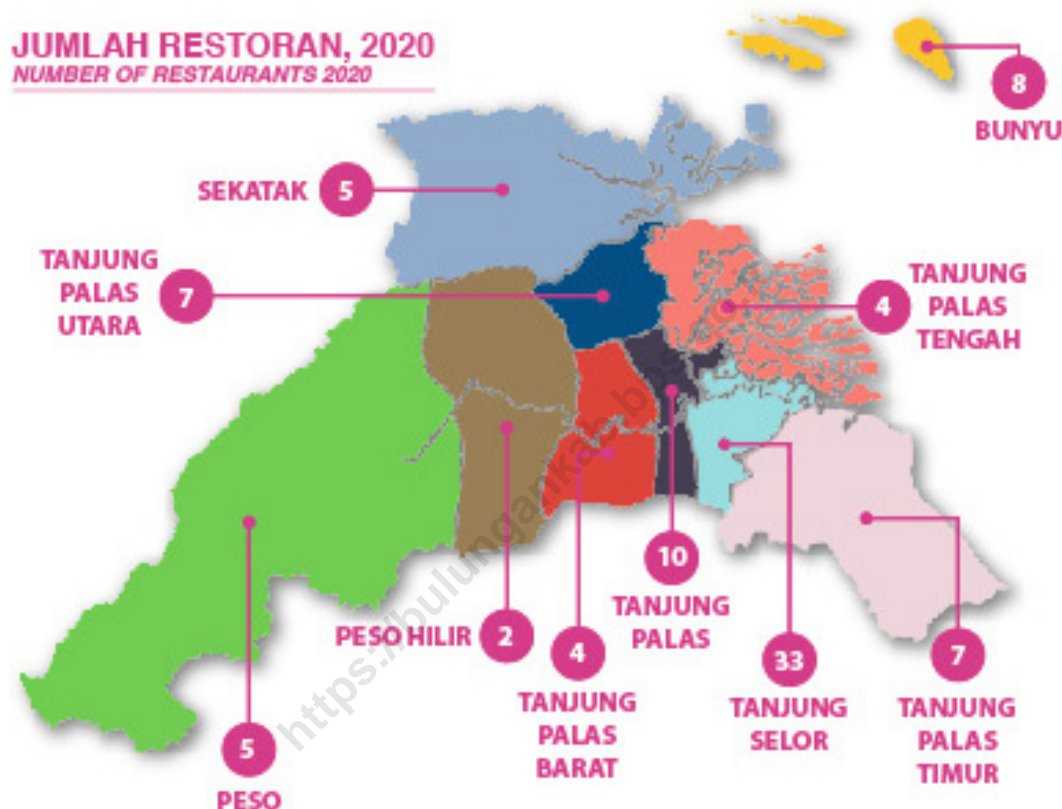 JUMLAH RESTORAN, 2020
NUMBER OF RESTAURANTS 2020
8
BUNYU
SEKATAK 5
TANJUNG
PALAS
UTARA
7
4
TANJUNG
PALAS
TENGAH
10
TANJUNG
PALAS
PESO HILIR 2
4
TANJUNG
PALAS
BARAT
33
TANJUNG
SELOR
7
TANJUNG
PALAS
TIMUR
5
PESO